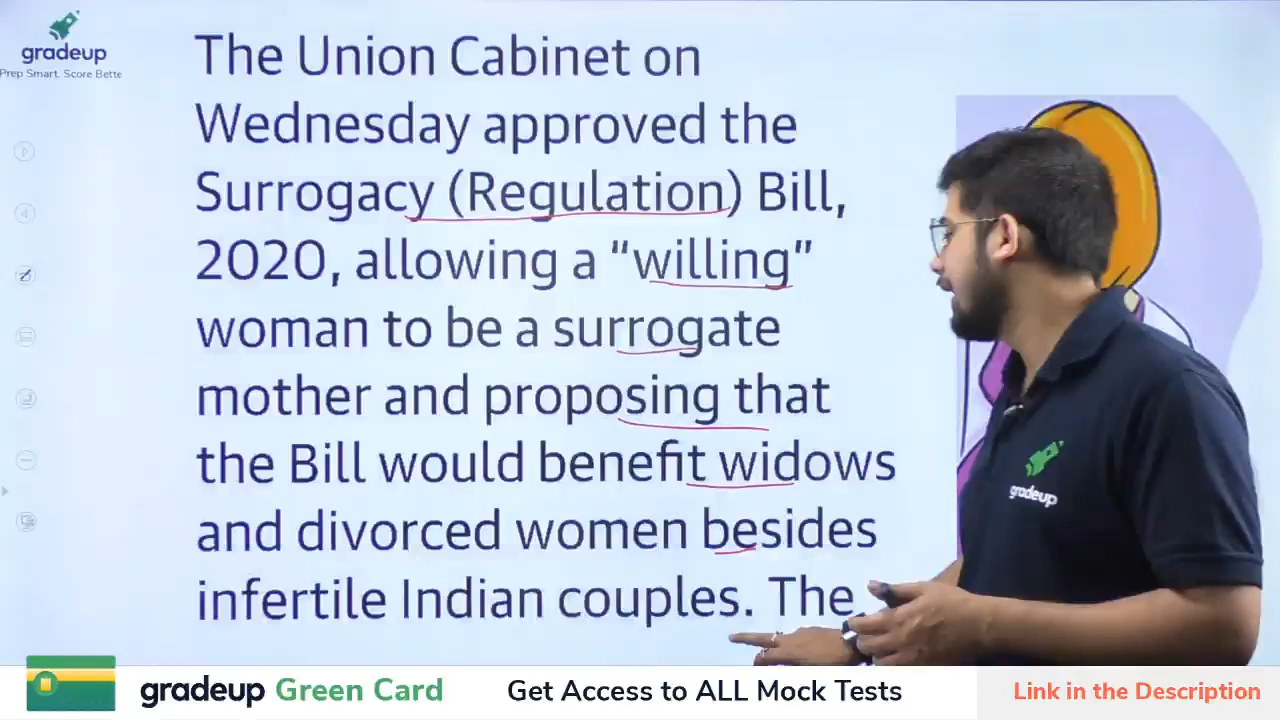 gradeup
Prep Smart. Score Bette
The Union Cabinet on
Wednesday approved the
Surrogacy (Regulation) Bill,
2020, allowing a “willing”
woman to be a surrogate
mother and proposing that
the Bill would benefit widows
and divorced women besides
infertile Indian couples. The
gradeup
gradeup Green Card
Get Access to ALL Mock Tests
Link in the Description